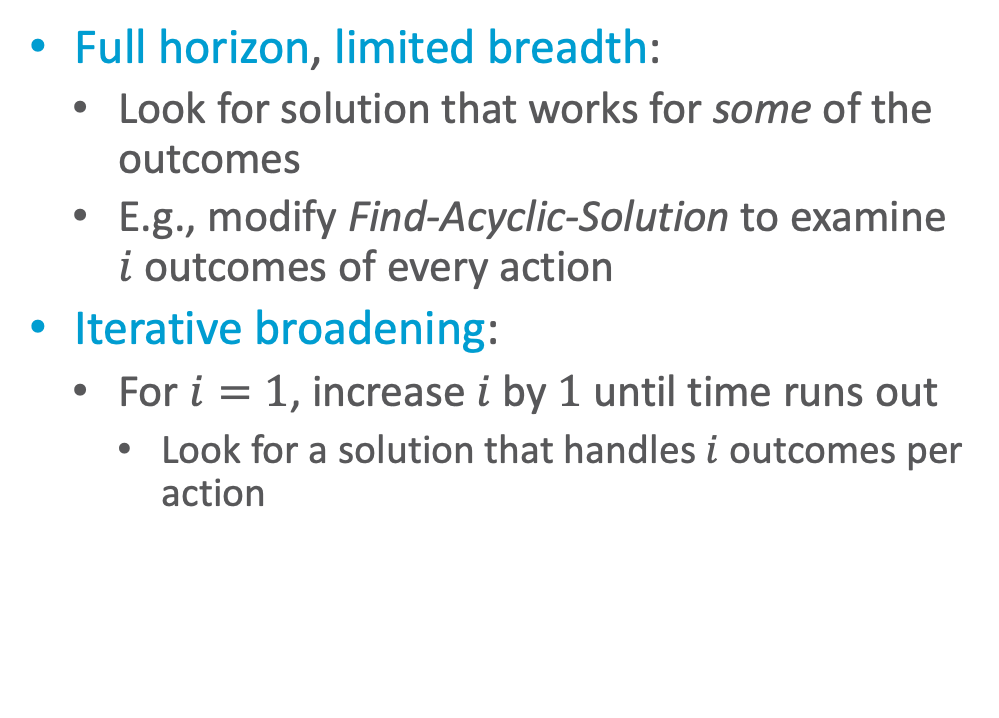 • Full horizon, limited breadth:
• Look for solution that works for some of the
outcomes
• E.g., modify Find-Acyclic-Solution to examine
i outcomes of every action
• Iterative broadening:
• For i = 1, increase i by 1 until time runs out
• Look for a solution that handles i outcomes per
action